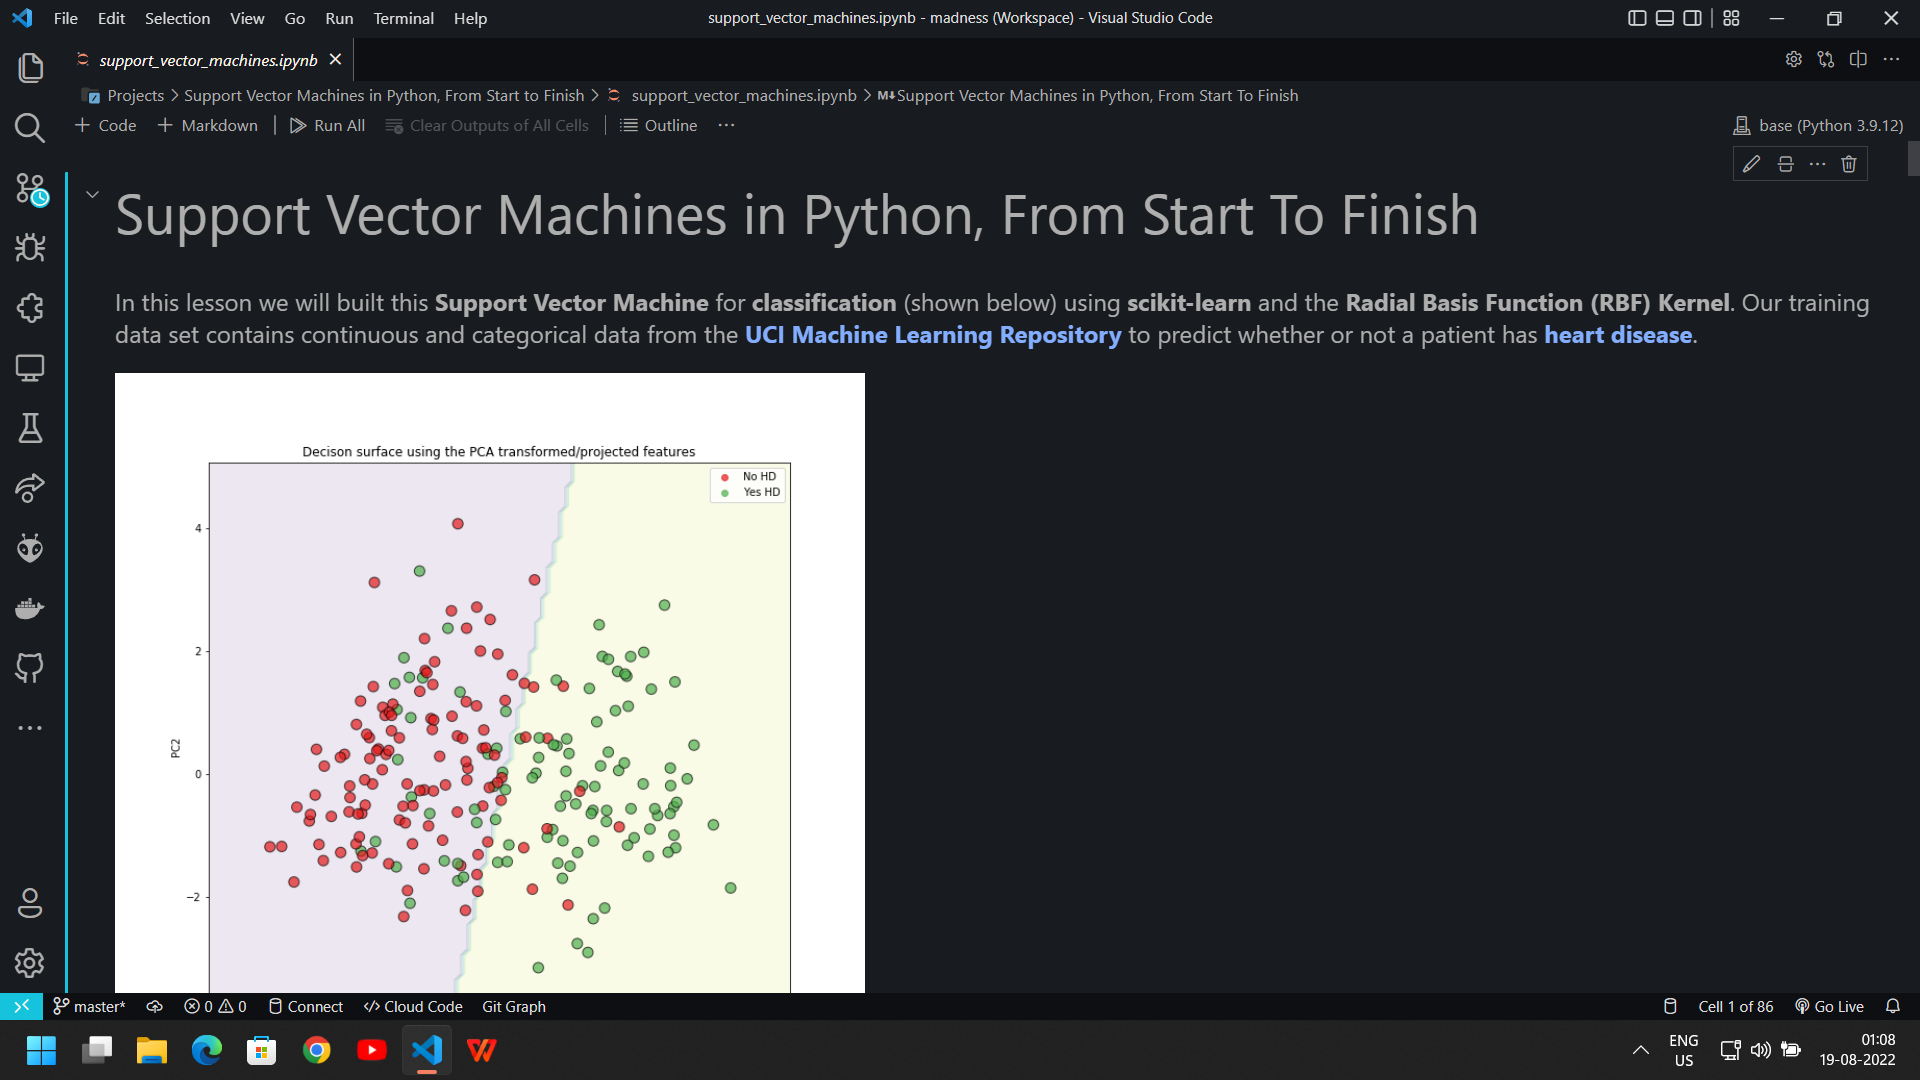 File Edit Selection View Go Run Terminal Help
support_vector_machines.ipynb - madness (Workspace) - Visual Studio Code
support_vector_machines.ipynb
Projects > Support Vector Machines in Python, From Start to Finish > support_vector_machines.ipynb > M↓Support Vector Machines in Python, From Start To Finish
+ Code + Markdown Run All Clear Outputs of All Cells Outline ···
base (Python 3.9.12)
Support Vector Machines in Python, From Start To Finish
In this lesson we will built this Support Vector Machine for classification (shown below) using scikit-learn and the Radial Basis Function (RBF) Kernel. Our training
data set contains continuous and categorical data from the UCI Machine Learning Repository to predict whether or not a patient has heart disease.
Decison surface using the PCA transformed/projected features
No HD
Yes HD
4
2
PC2
0
−2
master* 0 0 Connect Cloud Code Git Graph
Cell 1 of 86 Go Live
ENG
US
01:08
19-08-2022